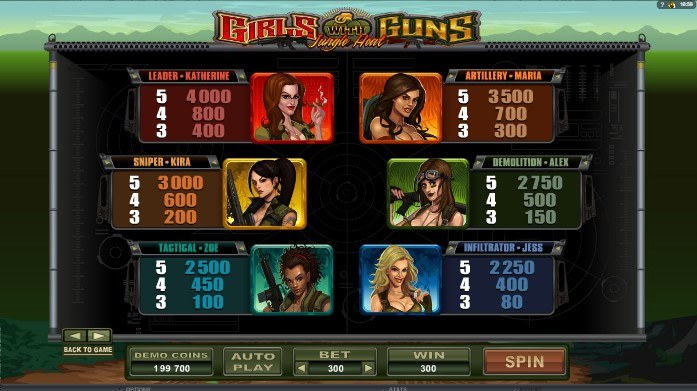 GIRLS WITH GUNS
Jungle Heat
LEADER - KATHERINE
5 4000
4 800
3 400
ARTILLERY - MARIA
5 3500
4 700
3 300
SNIPER - KIRA
5 3000
4 600
3 200
DEMOLITION - ALEX
5 2750
4 500
3 150
TACTICAL - ZOE
5 2500
4 450
3 100
INFILTRATOR - JESS
5 2250
4 400
3 80
BACK TO GAME
DEMO COINS
199 700
AUTO
PLAY
BET
300
WIN
300
SPIN
OPTIONS
STATS